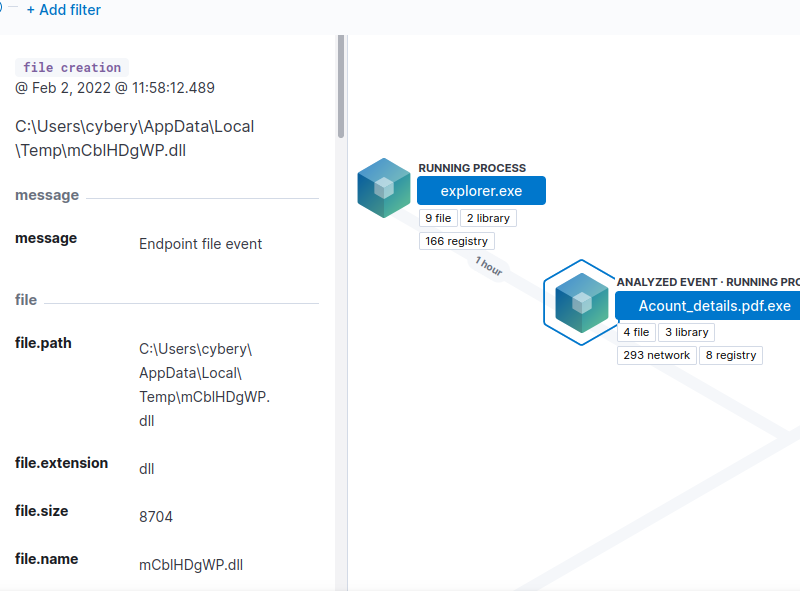 + Add filter
file creation
@ Feb 2, 2022 @ 11:58:12.489
C:\Users\cybery\AppData\Local
\Temp\mCblHDgWP.dll
message
message
Endpoint file event
file
file.path
C:\Users\cybery\
AppData\Local\
Temp\mCblHDgWP.
dll
file.extension
dll
file.size
8704
file.name
mCblHDgWP.dll
RUNNING PROCESS
explorer.exe
9 file
2 library
166 registry
1 hour
ANALYZED EVENT · RUNNING PRO
Acount_details.pdf.exe
4 file
3 library
293 network
8 registry